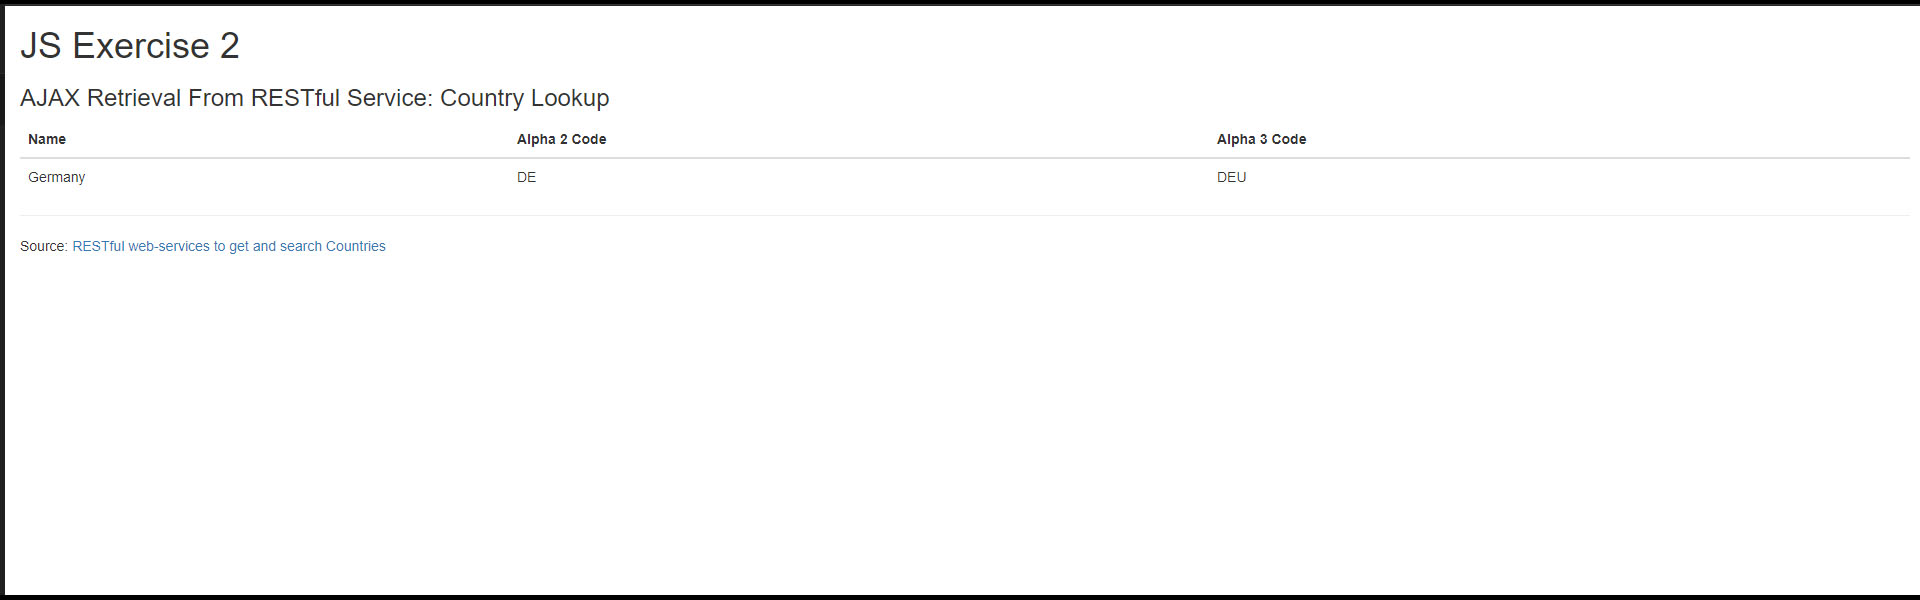 JS Exercise 2
AJAX Retrieval From RESTful Service: Country Lookup
Name Alpha 2 Code Alpha 3 Code
Germany DE DEU
Source: RESTful web-services to get and search Countries